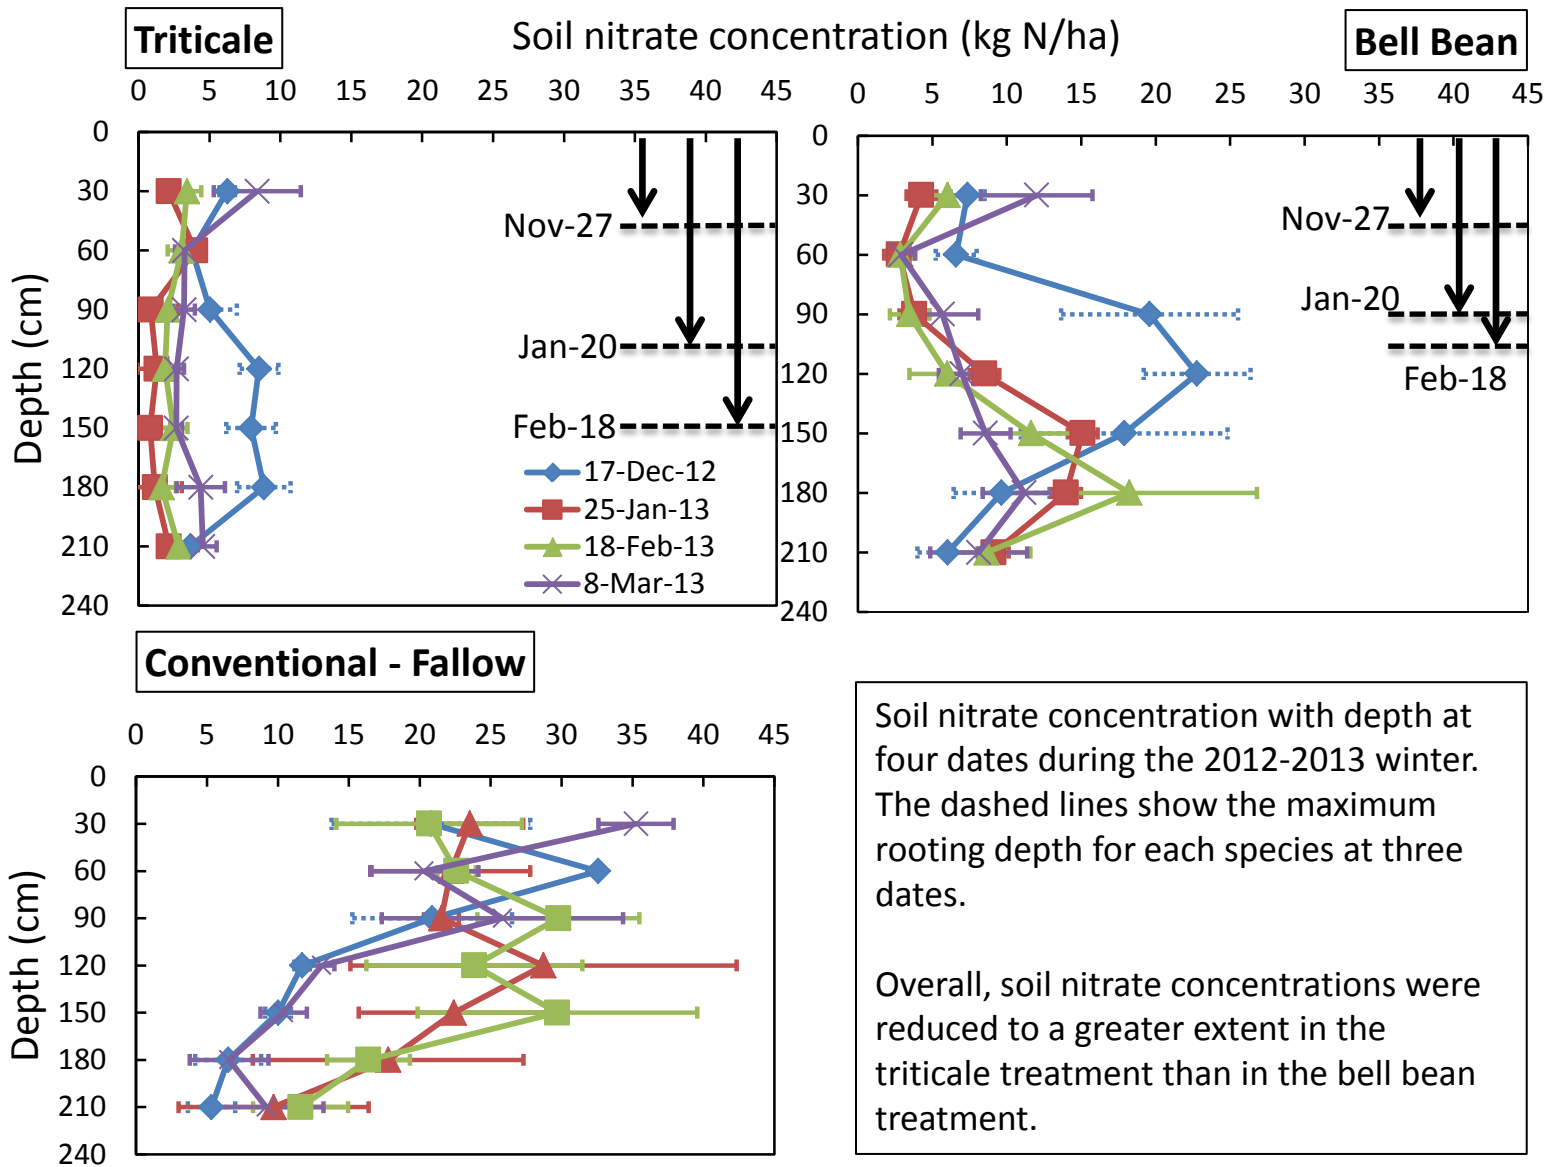 Triticale
Soil nitrate concentration (kg N/ha)
Bell Bean
0 5 10 15 20 25 30 35 40 45
0 5 10 15 20 25 30 35 40 45
Depth (cm)
0
30
60
90
120
150
180
210
240
Nov-27
Jan-20
Feb-18
17-Dec-12
25-Jan-13
18-Feb-13
8-Mar-13
0
30
60
90
120
150
180
210
240
Nov-27
Jan-20
Feb-18
Conventional - Fallow
0 5 10 15 20 25 30 35 40 45
Depth (cm)
0
30
60
90
120
150
180
210
240
Soil nitrate concentration with depth at
four dates during the 2012-2013 winter.
The dashed lines show the maximum
rooting depth for each species at three
dates.
Overall, soil nitrate concentrations were
reduced to a greater extent in the
triticale treatment than in the bell bean
treatment.